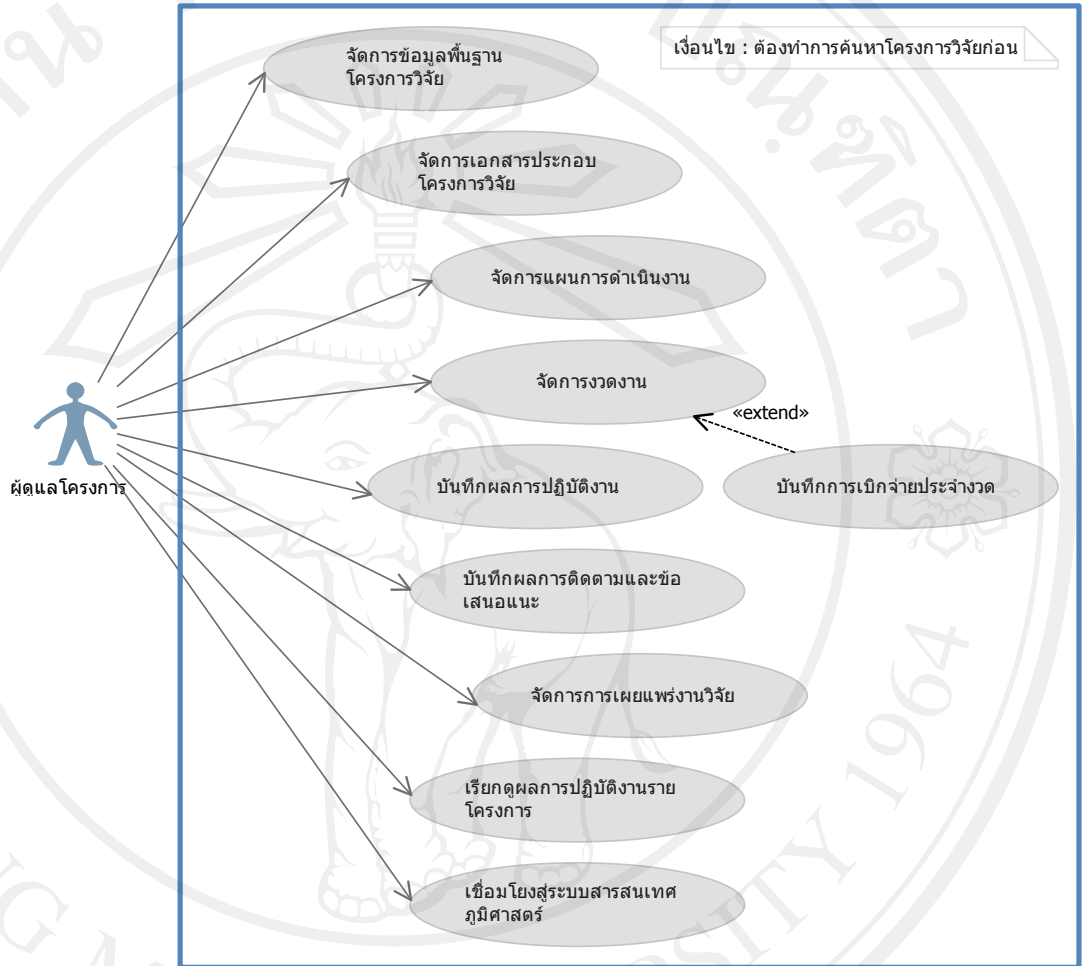 เงื่อนไข : ต้องทำการค้นหาโครงการวิจัยก่อน
จัดการข้อมูลพื้นฐาน
โครงการวิจัย
จัดการเอกสารประกอบ
โครงการวิจัย
จัดการแผนการดำเนินงาน
จัดการงวดงาน
«extend»
ผู้ดูแลโครงการ
บันทึกผลการปฏิบัติงาน
บันทึกการเบิกจ่ายประจำงวด
บันทึกผลการติดตามและข้อ
เสนอแนะ
จัดการการเผยแพร่งานวิจัย
เรียกดูผลการปฏิบัติงานราย
โครงการ
เชื่อมโยงสู่ระบบสารสนเทศ
ภูมิศาสตร์
1964